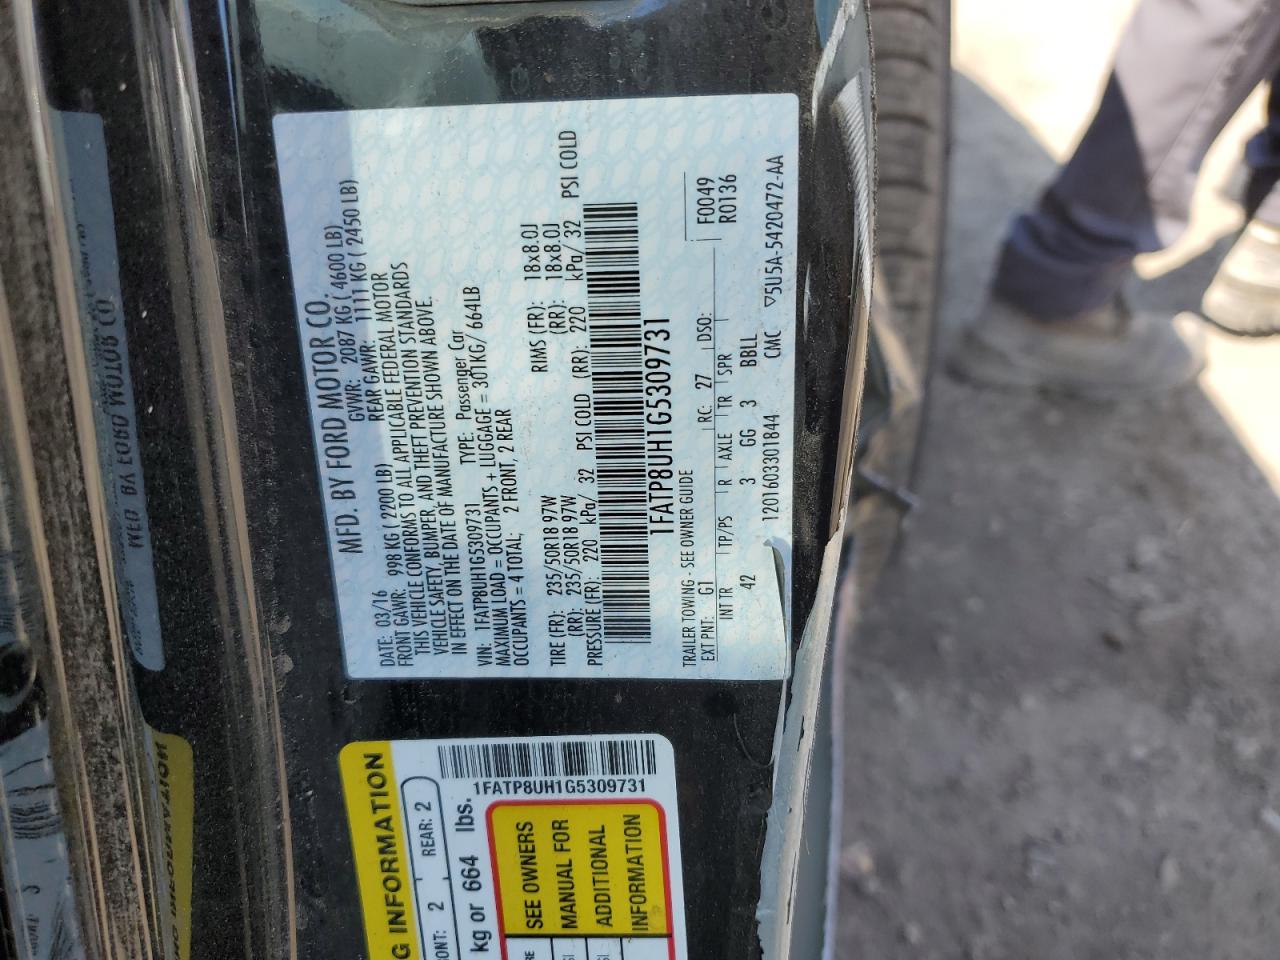 MFD. BY FORD MOTOR CO.
DATE: 03/16 GVWR: 2087 KG ( 4600 LB)
FRONT GAWR: 998 KG ( 2200 LB) REAR GAWR: 1111 KG ( 2450 LB)
THIS VEHICLE CONFORMS TO ALL APPLICABLE FEDERAL MOTOR
VEHICLE SAFETY, BUMPER, AND THEFT PREVENTION STANDARDS
IN EFFECT ON THE DATE OF MANUFACTURE SHOWN ABOVE.
VIN: 1FATP8UH1G5309731 TYPE: Passenger Car
MAXIMUM LOAD = OCCUPANTS + LUGGAGE = 301KG/ 664LB
OCCUPANTS = 4 TOTAL; 2 FRONT, 2 REAR
TIRE (FR): 235/50R18 97W RIMS (FR): 18x8.0J
(RR): 235/50R18 97W (RR): 18x8.0J
PRESSURE (FR): 220 kPa/ 32 PSI COLD (RR): 220 kPa/ 32 PSI COLD
1FATP8UH1G5309731
TRAILER TOWING - SEE OWNER GUIDE F0049
EXT PNT: G1 RC: 27 DSO: R0136
INT TR TP/PS R AXLE TR SPR
42 3 GG 3 BBLL
1201603301844 CMC ▽5U5A-5420472-AA
G INFORMATION
ONT: 2 REAR: 2
kg or 664 lbs.
1FATP8UH1G5309731
SEE OWNERS
MANUAL FOR
ADDITIONAL
INFORMATION